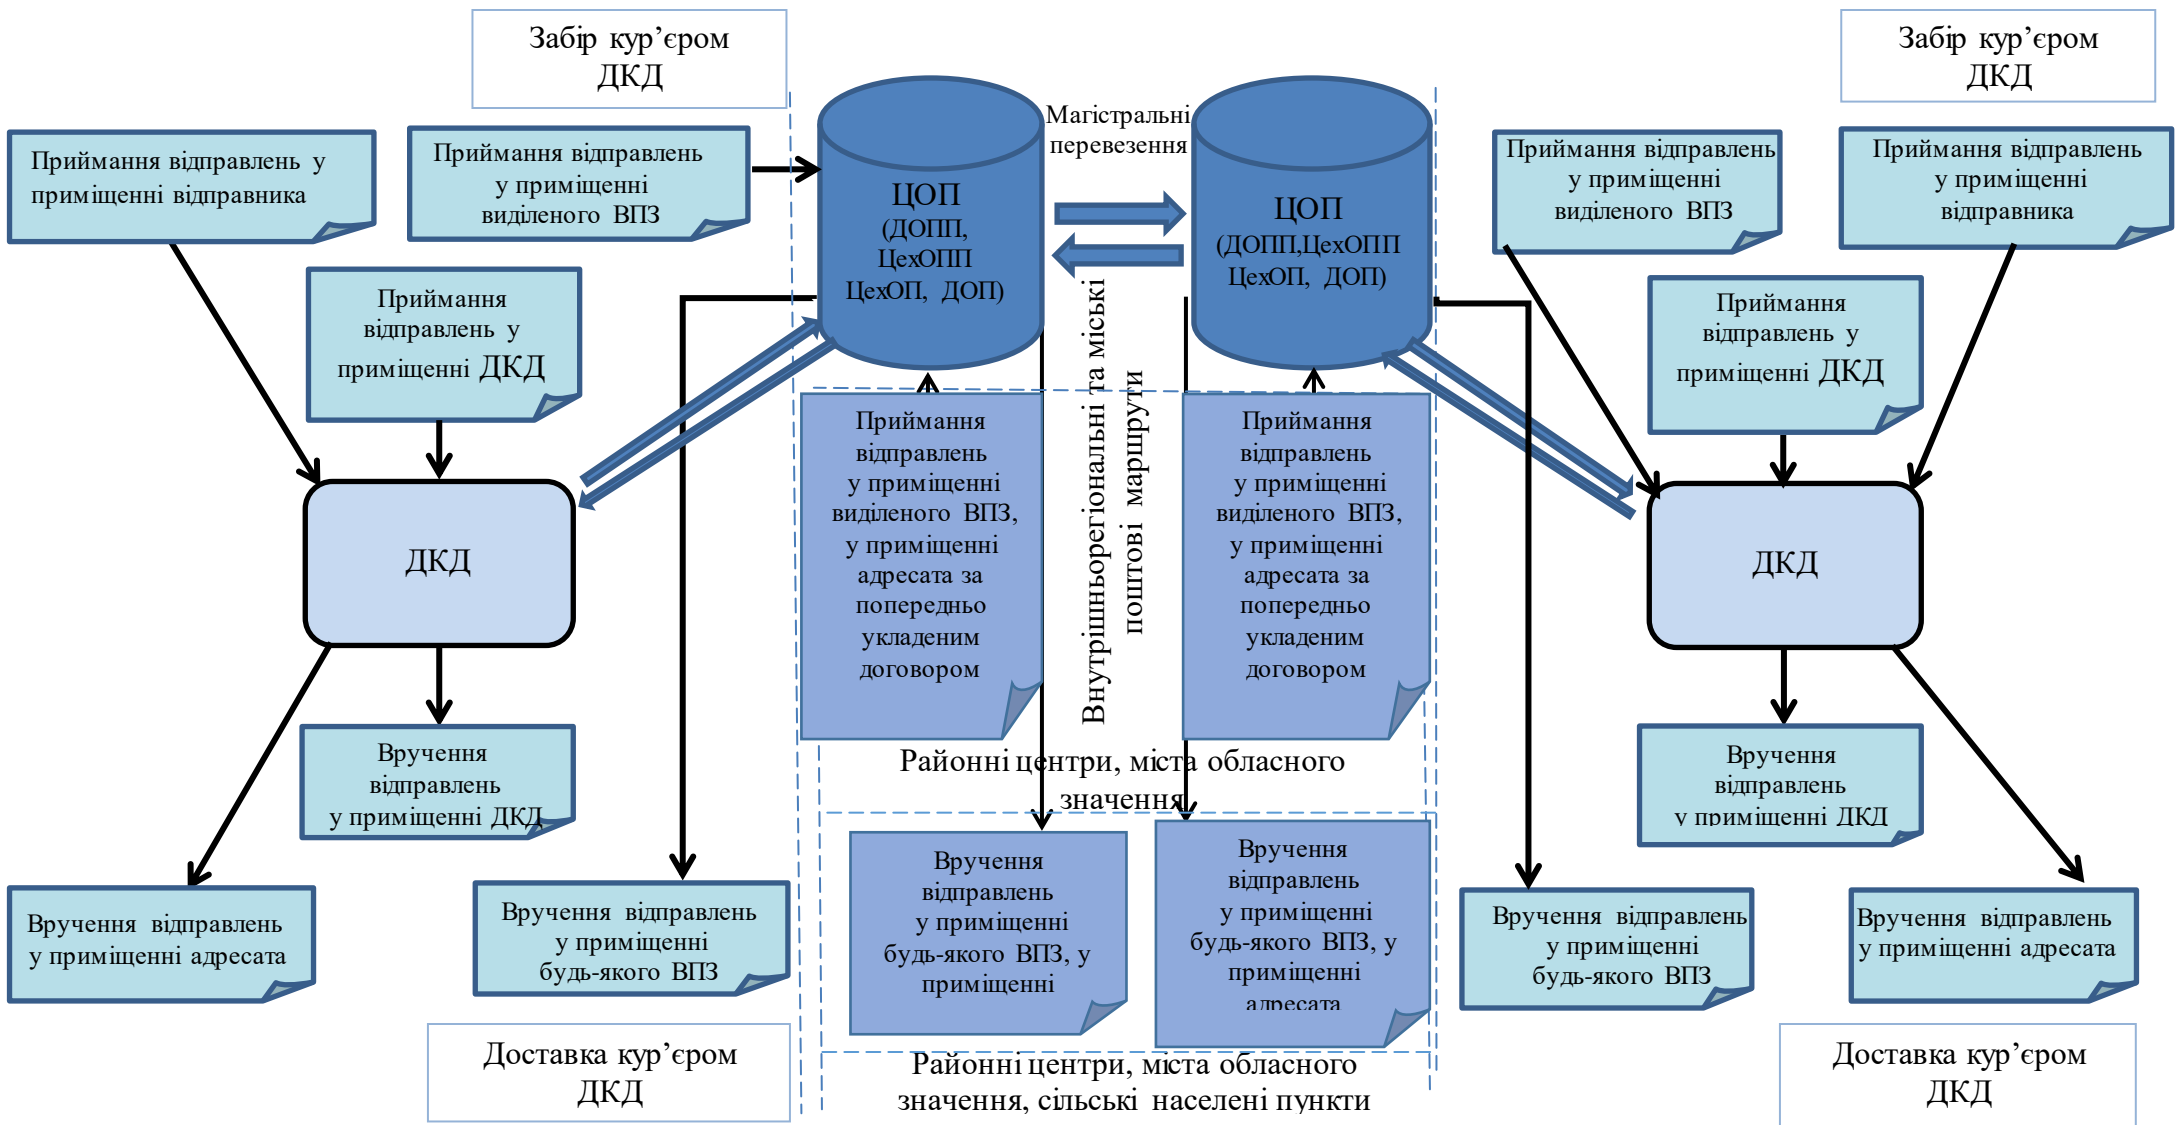 Забір кур’єром
ДКД
Забір кур’єром
ДКД
Приймання відправлень у
приміщенні відправника
Приймання відправлень
у приміщенні
виділеного ВПЗ
Магістральні
перевезення
Приймання відправлень
у приміщенні
виділеного ВПЗ
Приймання відправлень
у приміщенні
відправника
ЦОП
(ДОПП,
ЦехОПП
ЦехОП, ДОП)
ЦОП
(ДОПП,ЦехОПП
ЦехОП, ДОП)
Приймання
відправлень у
приміщенні ДКД
Приймання
відправлень у
приміщенні ДКД
Внутрішньорегіональні та міські
поштові маршрути
Приймання
відправлень
у приміщенні
виділеного ВПЗ,
у приміщенні
адресата за
попередньо
укладеним
договором
Приймання
відправлень
у приміщенні
виділеного ВПЗ,
у приміщенні
адресата за
попередньо
укладеним
договором
ДКД
ДКД
Вручення
відправлень
у приміщенні ДКД
Районні центри, міста обласного
значення
Вручення
відправлень
у приміщенні ДКД
Вручення відправлень
у приміщенні адресата
Вручення відправлень
у приміщенні
будь-якого ВПЗ
Вручення
відправлень
у приміщенні
будь-якого ВПЗ, у
приміщенні
Вручення
відправлень
у приміщенні
будь-якого ВПЗ, у
приміщенні
адресата
Вручення відправлень
у приміщенні
будь-якого ВПЗ
Вручення відправлень
у приміщенні адресата
Доставка кур’єром
ДКД
Районні центри, міста обласного
значення, сільські населені пункти
Доставка кур’єром
ДКД